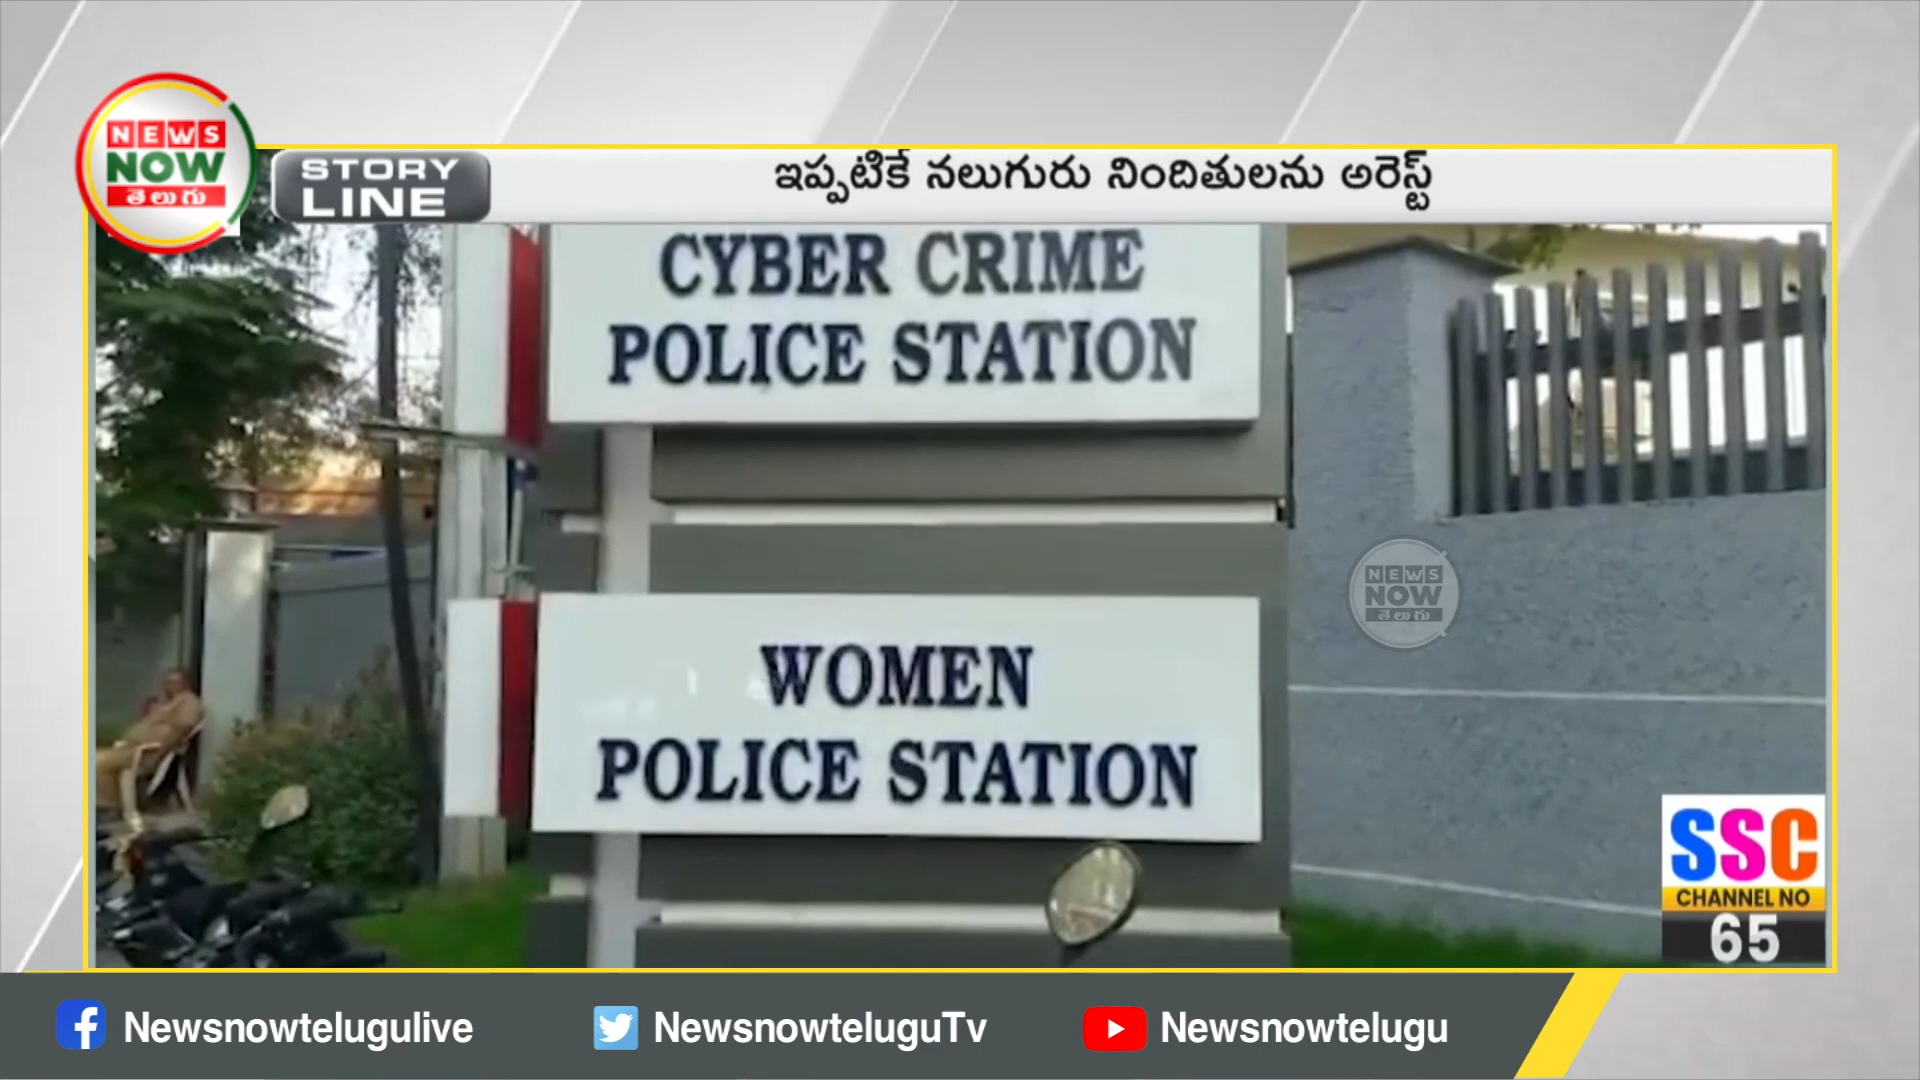 NEWS
NOW
తెలుగు
STORY
LINE
ఇప్పటికే నలుగురు నిందితులను అరెస్ట్
CYBER CRIME
POLICE STATION
WOMEN
POLICE STATION
NEWS
NOW
తెలుగు
SSC
CHANNEL NO
65
Newsnowtelugulive
NewsnowteluguTv
Newsnowtelugu